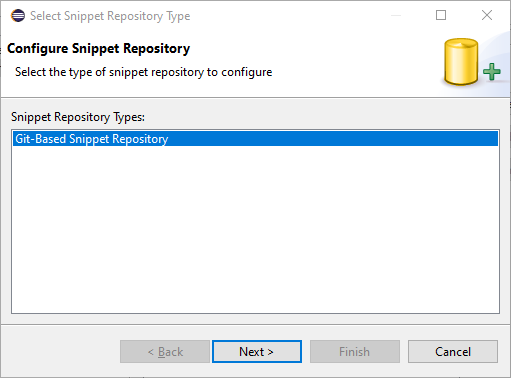 Select Snippet Repository Type
Configure Snippet Repository
Select the type of snippet repository to configure
Snippet Repository Types:
Git-Based Snippet Repository
< Back
Next >
Finish
Cancel